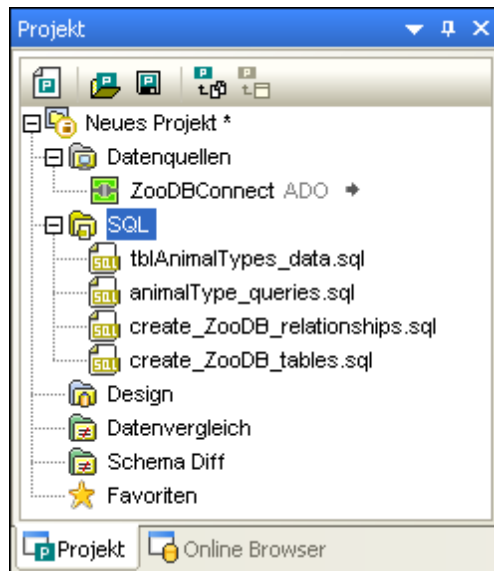 Projekt
Neues Projekt *
Datenquellen
ZooDBConnect ADO
SQL
tblAnimalTypes_data.sql
animalType_queries.sql
create_ZooDB_relationships.sql
create_ZooDB_tables.sql
Design
Datenvergleich
Schema Diff
Favoriten
Projekt Online Browser